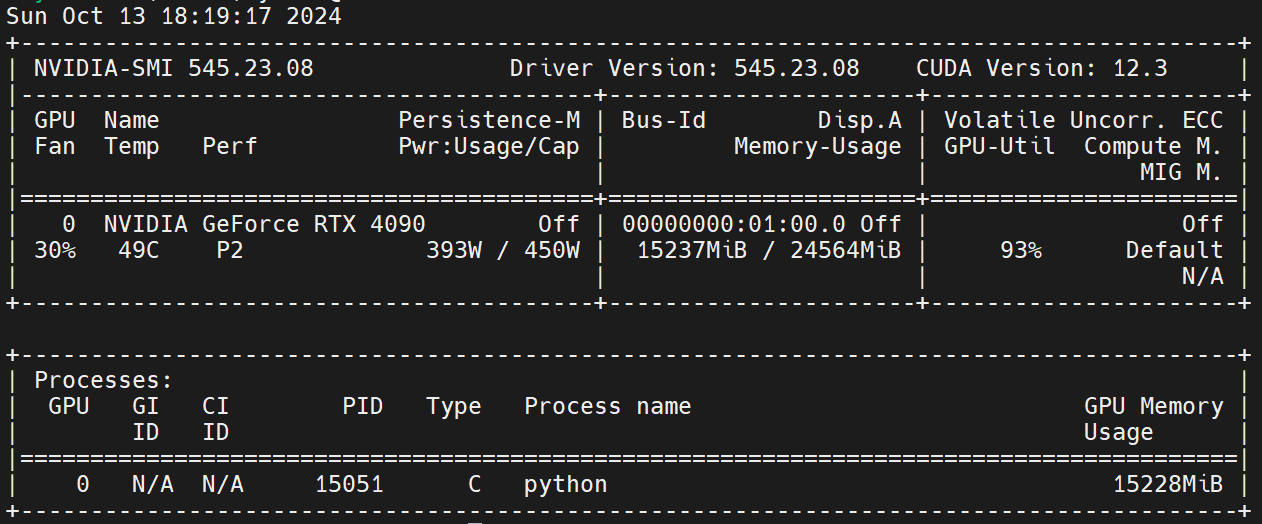 Sun Oct 13 18:19:17 2024
+---------------------------------------------------------------------------------------+
| NVIDIA-SMI 545.23.08              Driver Version: 545.23.08    CUDA Version: 12.3     |
|-----------------------------------------+----------------------+----------------------+
| GPU  Name                 Persistence-M | Bus-Id        Disp.A | Volatile Uncorr. ECC |
| Fan  Temp   Perf          Pwr:Usage/Cap |         Memory-Usage | GPU-Util  Compute M. |
|                                         |                      |               MIG M. |
|=========================================+======================+======================|
|   0  NVIDIA GeForce RTX 4090        Off | 00000000:01:00.0 Off |                  Off |
| 30%   49C    P2             393W / 450W |  15237MiB / 24564MiB |     93%      Default |
|                                         |                      |                  N/A |
+-----------------------------------------+----------------------+----------------------+

+---------------------------------------------------------------------------------------+
| Processes:                                                                            |
|  GPU   GI   CI        PID   Type   Process name                            GPU Memory |
|        ID   ID                                                             Usage      |
|=======================================================================================|
|    0   N/A  N/A     15051      C   python                                    15228MiB |
+---------------------------------------------------------------------------------------+